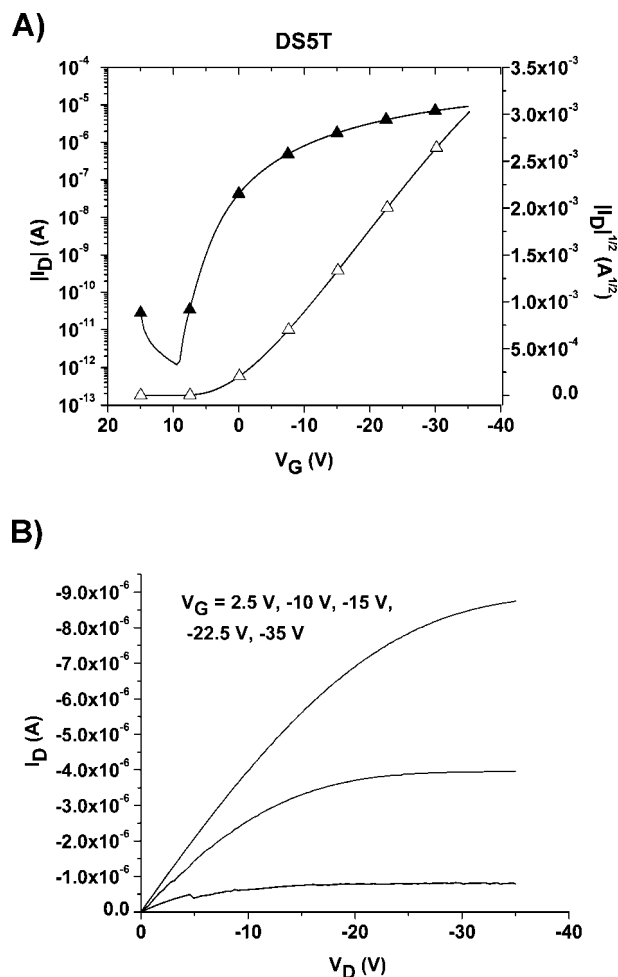 A)
DS5T
10⁻⁴
10⁻⁵
10⁻⁶
10⁻⁷
10⁻⁸
10⁻⁹
10⁻¹⁰
10⁻¹¹
10⁻¹²
10⁻¹³
|I_D| (A)
3.5x10⁻³
3.0x10⁻³
2.5x10⁻³
2.0x10⁻³
1.5x10⁻³
1.0x10⁻³
5.0x10⁻⁴
0.0
|I_D|^1/2 (A^1/2)
20 10 0 -10 -20 -30 -40
V_G (V)
B)
-9.0x10⁻⁶
-8.0x10⁻⁶
-7.0x10⁻⁶
-6.0x10⁻⁶
-5.0x10⁻⁶
-4.0x10⁻⁶
-3.0x10⁻⁶
-2.0x10⁻⁶
-1.0x10⁻⁶
0.0
I_D (A)
V_G = 2.5 V, -10 V, -15 V,
-22.5 V, -35 V
0 -10 -20 -30 -40
V_D (V)